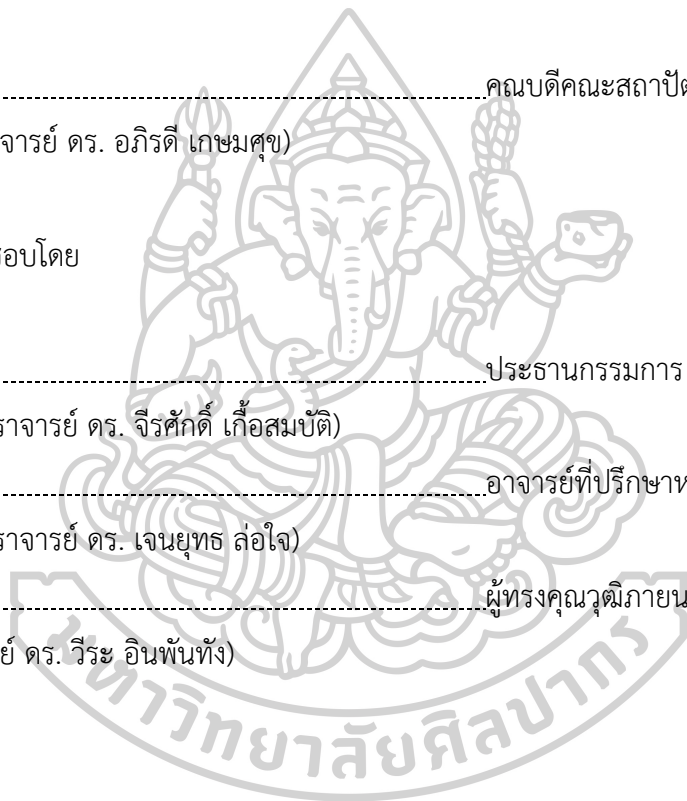 คณบดีคณะสถาปัต
จารย์ ดร. อภิรดี เกษมศุข)
สอบโดย
ประธานกรรมการ
ราจารย์ ดร. จีรศักดิ์ เกื้อสมบัติ)
อาจารย์ที่ปรึกษาห
ราจารย์ ดร. เจนยุทธ ล่อใจ)
ผู้ทรงคุณวุฒิภายน
ย์ ดร. วีระ อินพันทัง)
มหาวิทยาลัยศิลปากร